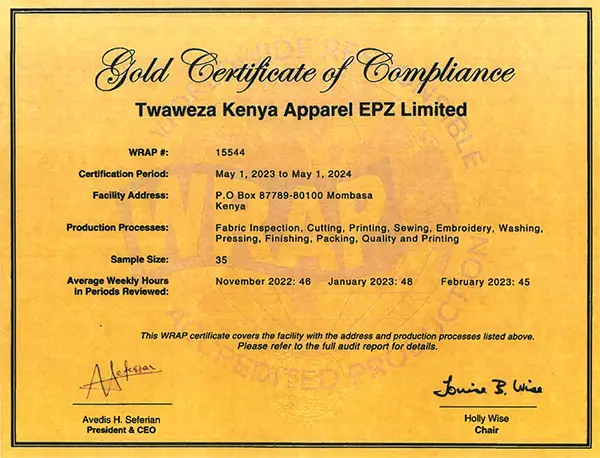 Gold Certificate of Compliance
Twaweza Kenya Apparel EPZ Limited
WRAP #: 15544
Certification Period: May 1, 2023 to May 1, 2024
Facility Address: P.O Box 87789-80100 Mombasa
Kenya
Production Processes: Fabric Inspection, Cutting, Printing, Sewing, Embroidery, Washing,
Pressing, Finishing, Packing, Quality and Printing
Sample Size: 35
Average Weekly Hours
in Periods Reviewed: November 2022: 46 January 2023: 48 February 2023: 45
This WRAP certificate covers the facility with the address and production processes listed above.
Please refer to the full audit report for details.
WRAP
ACCREDITED PRODUCTION
Avedis H. Seferian
President & CEO
Holly Wise
Chair